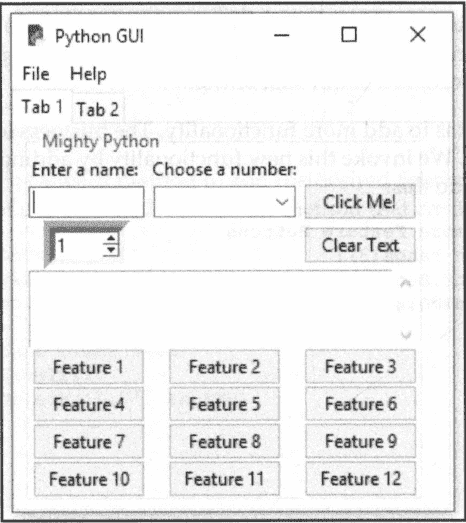 Python GUI
File Help
Tab 1 Tab 2
Mighty Python
Enter a name: Choose a number:
Click Me!
1
Clear Text
Feature 1 Feature 2 Feature 3
Feature 4 Feature 5 Feature 6
Feature 7 Feature 8 Feature 9
Feature 10 Feature 11 Feature 12